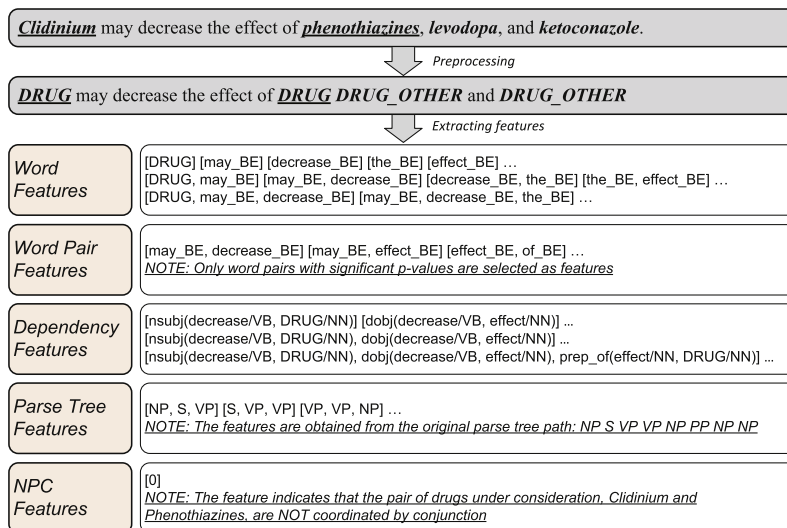 Clidinium may decrease the effect of phenothiazines, levodopa, and ketoconazole.
Preprocessing
DRUG may decrease the effect of DRUG DRUG_OTHER and DRUG_OTHER
Extracting features
Word
Features
[DRUG] [may_BE] [decrease_BE] [the_BE] [effect_BE] ...
[DRUG, may_BE] [may_BE, decrease_BE] [decrease_BE, the_BE] [the_BE, effect_BE] ...
[DRUG, may_BE, decrease_BE] [may_BE, decrease_BE, the_BE] ...
Word Pair
Features
[may_BE, decrease_BE] [may_BE, effect_BE] [effect_BE, of_BE] ...
NOTE: Only word pairs with significant p-values are selected as features
Dependency
Features
[nsubj(decrease/VB, DRUG/NN)] [dobj(decrease/VB, effect/NN)] ...
[nsubj(decrease/VB, DRUG/NN), dobj(decrease/VB, effect/NN)] ...
[nsubj(decrease/VB, DRUG/NN), dobj(decrease/VB, effect/NN), prep_of(effect/NN, DRUG/NN)] ...
Parse Tree
Features
[NP, S, VP] [S, VP, VP] [VP, VP, NP] ...
NOTE: The features are obtained from the original parse tree path: NP S VP VP NP PP NP NP
NPC
Features
[0]
NOTE: The feature indicates that the pair of drugs under consideration, Clidinium and
Phenothiazines, are NOT coordinated by conjunction